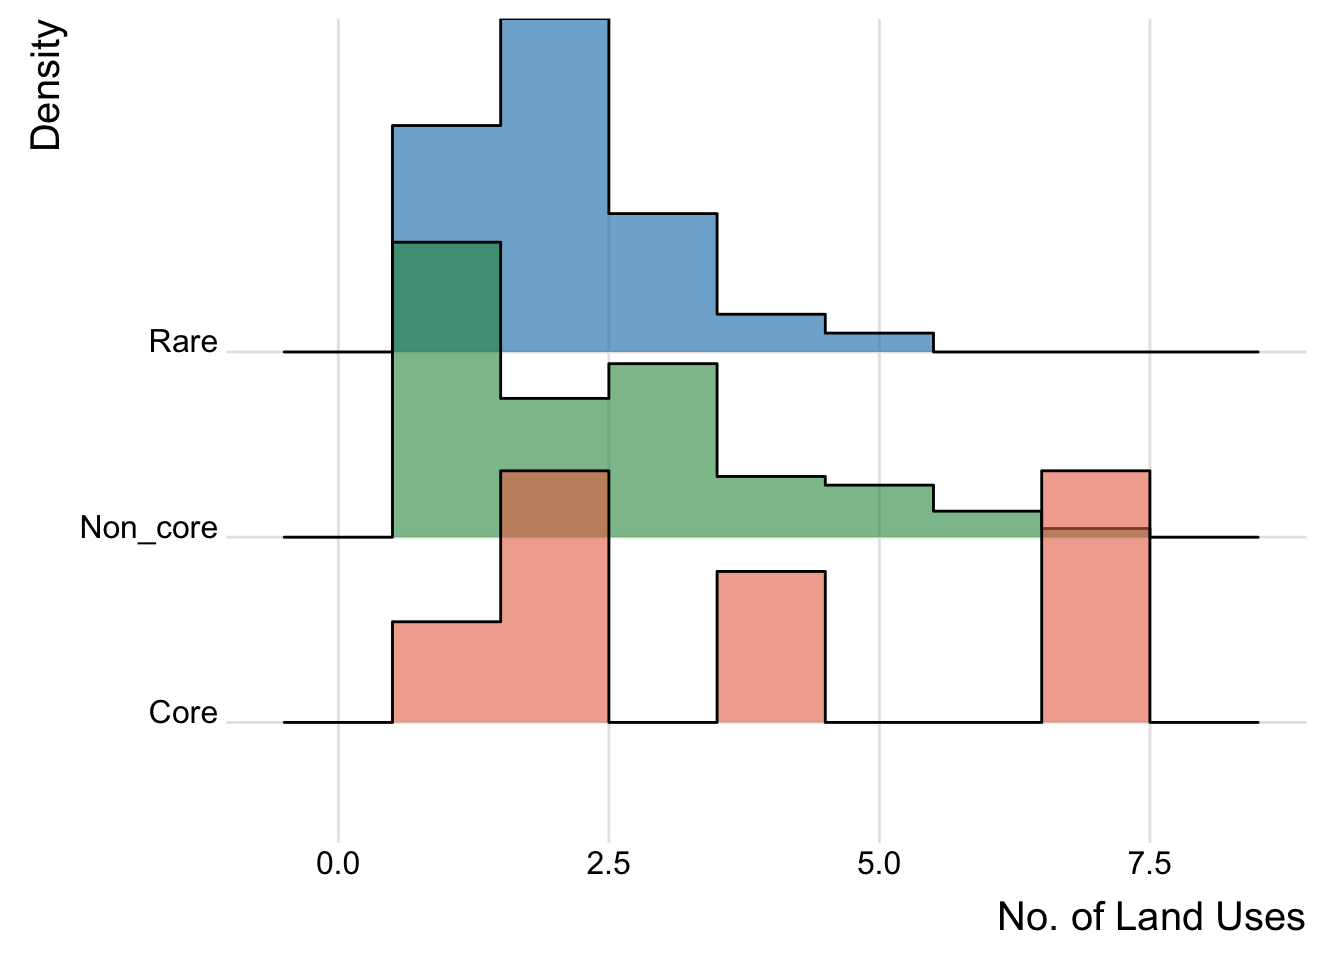 Density
Rare
Non_core
Core
0.0 2.5 5.0 7.5
No. of Land Uses